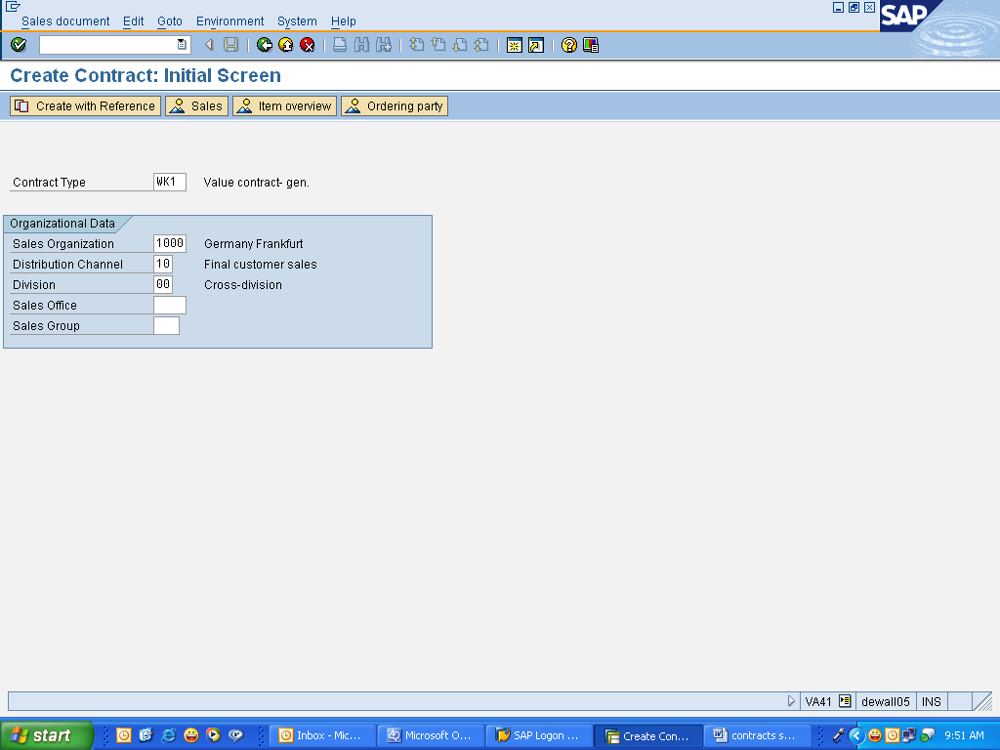 Sales document Edit Goto Environment System Help
SAP
Create Contract: Initial Screen
Create with Reference Sales Item overview Ordering party
Contract Type WK1 Value contract- gen.
Organizational Data
Sales Organization 1000 Germany Frankfurt
Distribution Channel 10 Final customer sales
Division 00 Cross-division
Sales Office
Sales Group
VA41 dewall05 INS
start Inbox - Mic... Microsoft O... SAP Logon ... Create Con... contracts s... 9:51 AM